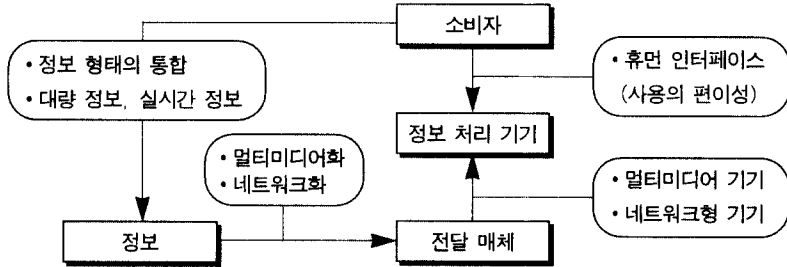 소비자
• 정보 형태의 통합
• 대량 정보, 실시간 정보
• 휴먼 인터페이스
(사용의 편이성)
정보 처리 기기
• 멀티미디어화
• 네트워크화
• 멀티미디어 기기
• 네트워크형 기기
정보
전달 매체